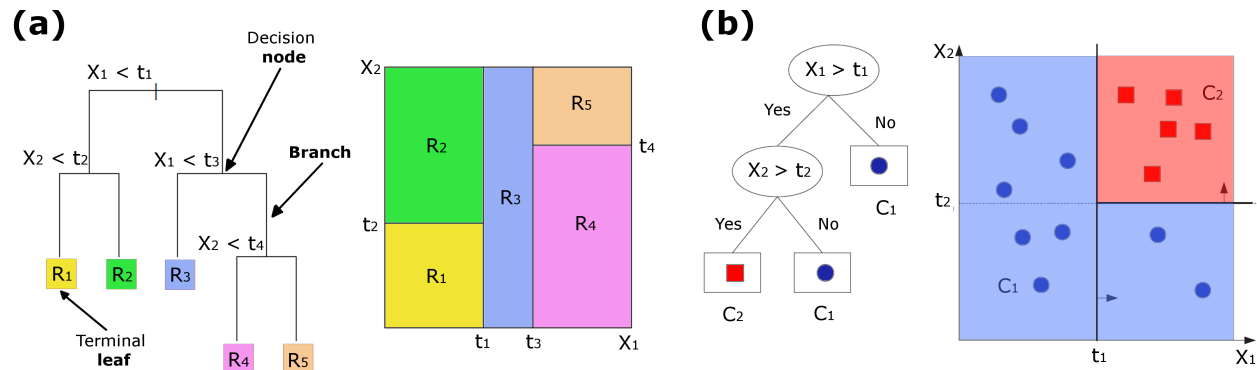 (a)
Decision
node
X1 < t1
Branch
X2 < t2
X1 < t3
X2 < t4
R1
R2
R3
R4
R5
Terminal
leaf
X2
R2
R5
t4
R3
t2
R4
R1
t1
t3
X1
(b)
X1 > t1
Yes
No
X2 > t2
C1
Yes
No
C2
C1
X2
C2
t2
C1
t1
X1